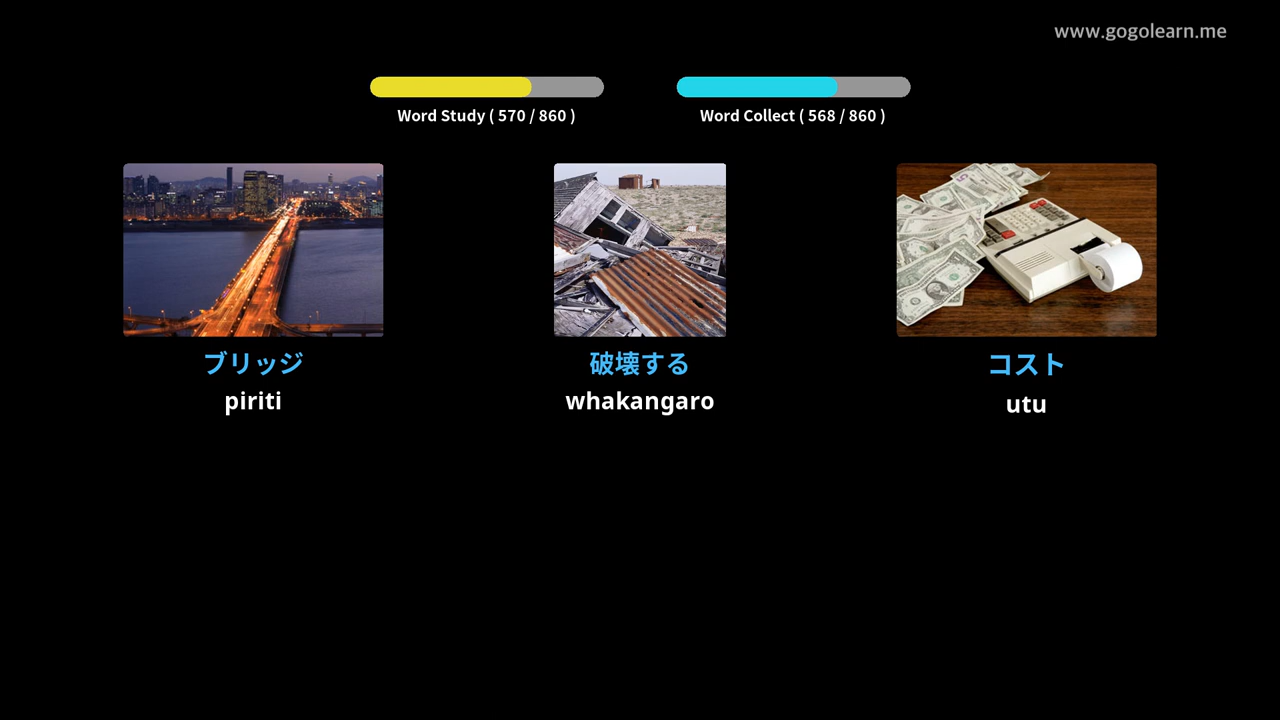 www.gogolearn.me
Word Study ( 570 / 860 )
Word Collect ( 568 / 860 )
ブリッジ
piriti
破壊する
whakangaro
コスト
utu